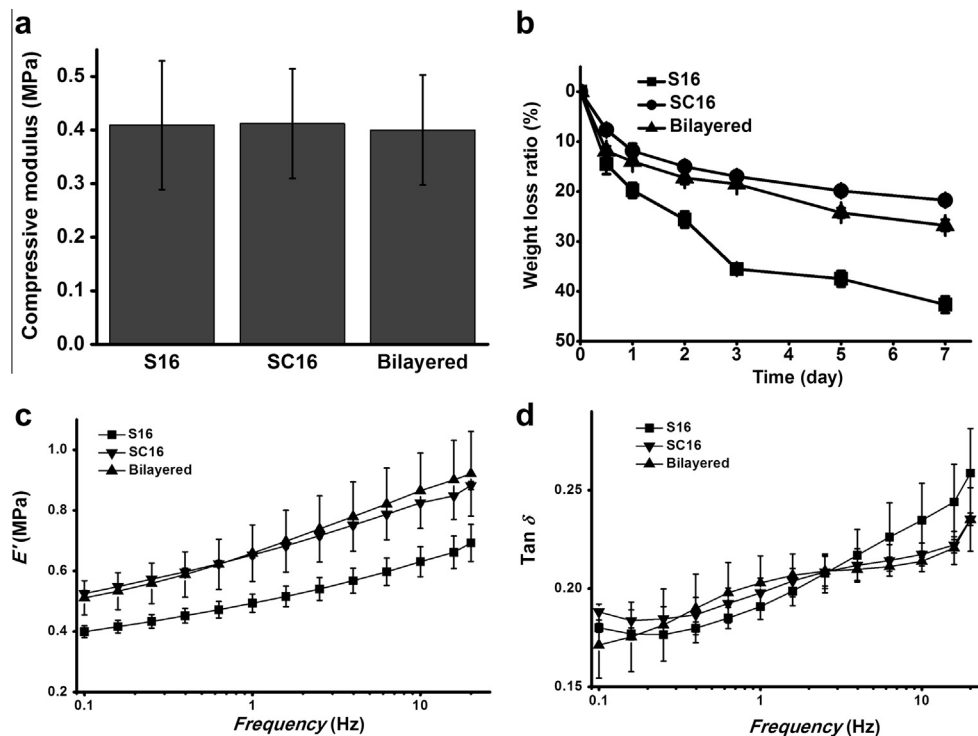 a
Compressive modulus (MPa)
0.5
0.4
0.3
0.2
0.1
0.0
S16
SC16
Bilayered
b
Weight loss ratio (%)
0
10
20
30
40
50
S16
SC16
Bilayered
0 1 2 3 4 5 6 7
Time (day)
c
E' (MPa)
1.0
0.8
0.6
0.4
0.2
S16
SC16
Bilayered
0.1 1 10
Frequency (Hz)
d
Tan δ
0.25
0.20
0.15
S16
SC16
Bilayered
0.1 1 10
Frequency (Hz)